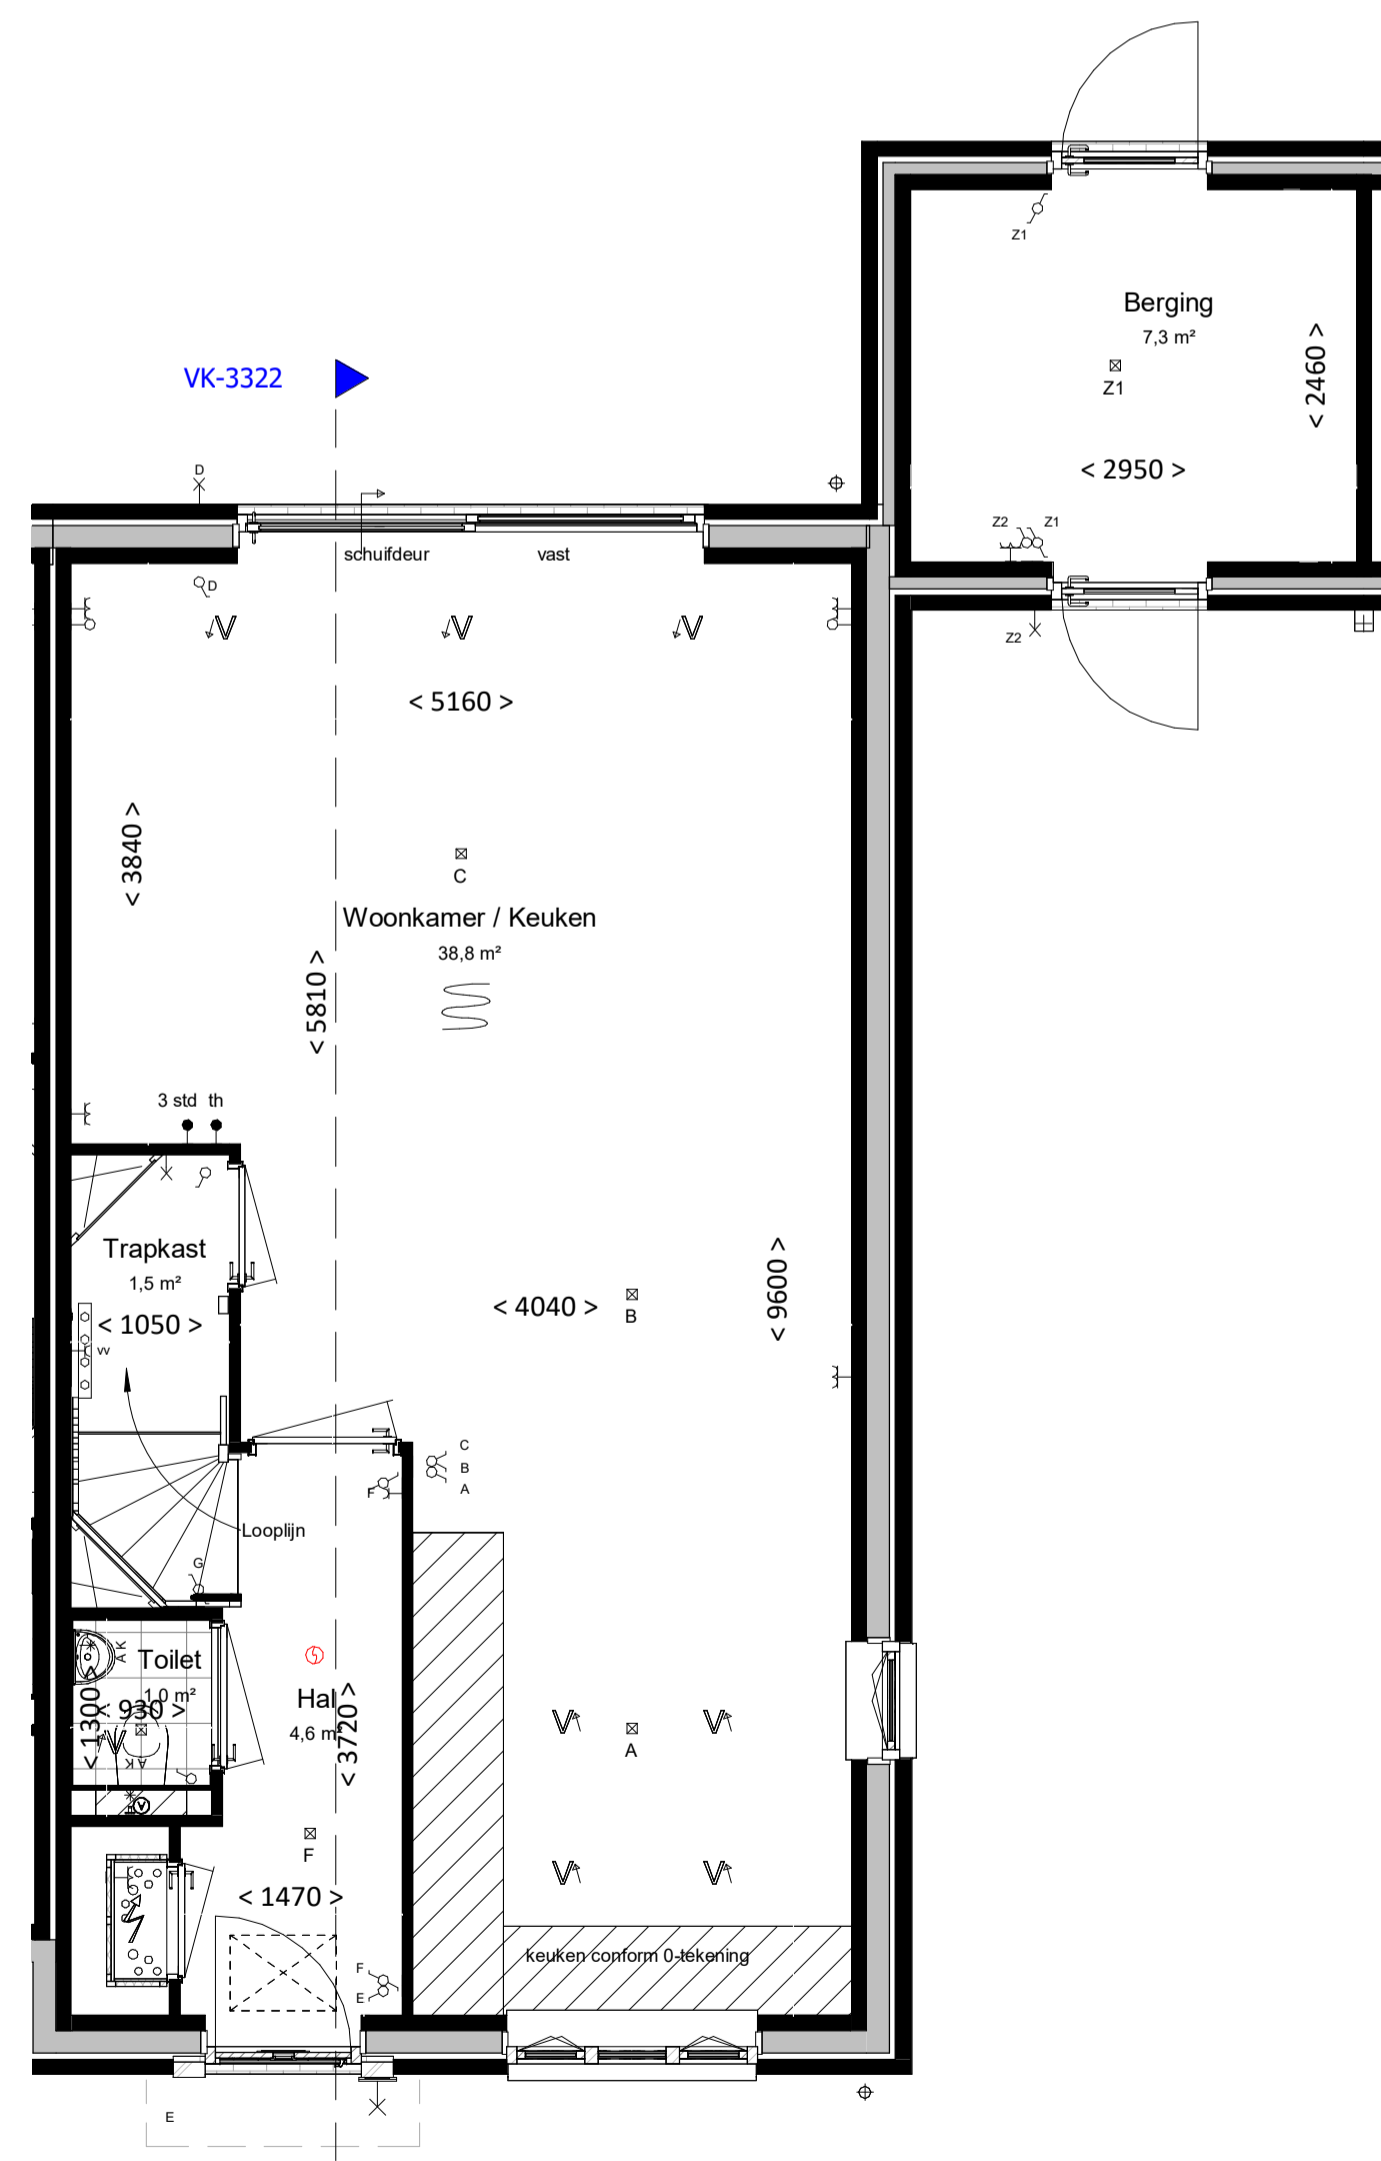 Z1
Berging
7,3 m²
Z1
< 2460 >
< 2950 >
Z2
Z1
Z2
VK-3322
D
schuifdeur
vast
D
V
V
V
< 5160 >
< 3840 >
C
Woonkamer / Keuken
38,8 m²
< 5810 >
3 std
th
Trapkast
1,5 m²
< 1050 >
vv
< 4040 >
B
< 9600 >
C
B
A
F
Looplijn
G
Toilet
1,0 m²
< 930 >
< 1300 >
A K
A K
V
V
Hal
4,6 m²
< 3720 >
F
< 1470 >
V
V
A
V
V
keuken conform 0-tekening
F
E
E